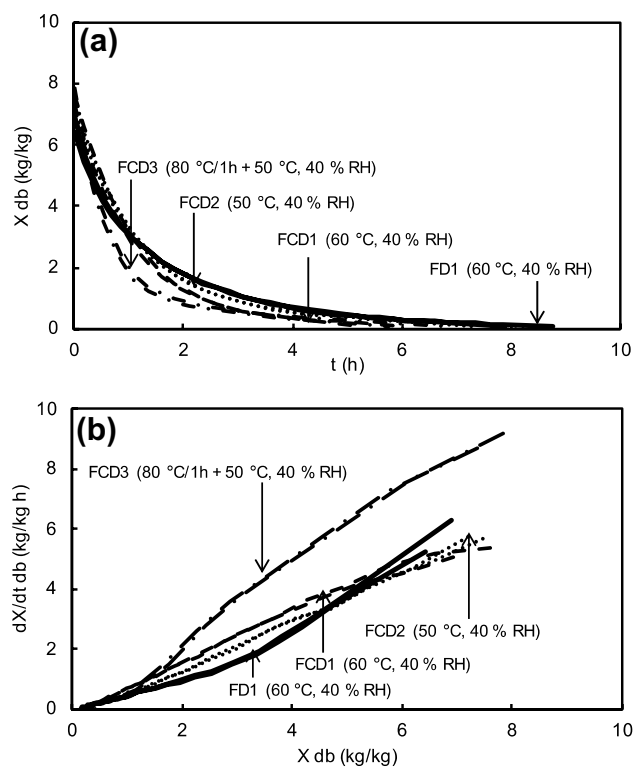 (a)
10
8
6
4
2
0
X db (kg/kg)
FCD3 (80 °C/1h + 50 °C, 40 % RH)
FCD2 (50 °C, 40 % RH)
FCD1 (60 °C, 40 % RH)
FD1 (60 °C, 40 % RH)
0 2 4 6 8 10
t (h)
(b)
10
8
6
4
2
0
dX/dt db (kg/kg h)
FCD3 (80 °C/1h + 50 °C, 40 % RH)
FCD2 (50 °C, 40 % RH)
FCD1 (60 °C, 40 % RH)
FD1 (60 °C, 40 % RH)
0 2 4 6 8 10
X db (kg/kg)